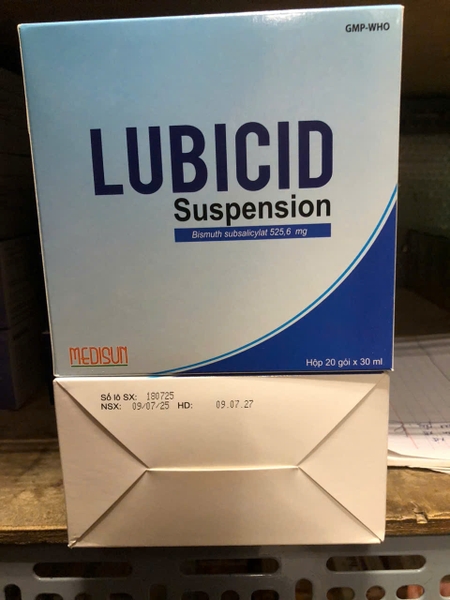 GMP-WHO
LUBICID
Suspension
Bismuth subsalicylat 525,6 mg
MEDISUN
Hộp 20 gói x 30 ml
Số lô SX: 180725
NSX: 09/07/25 HD: 09.07.27